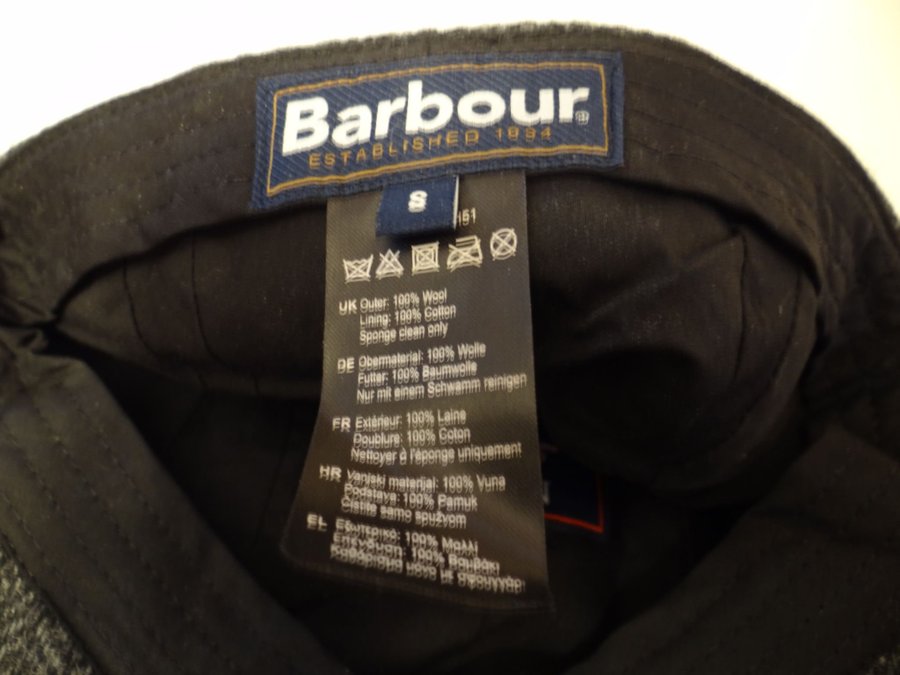 Barbour®
ESTABLISHED 1894
S
161
UK Outer: 100% Wool
Lining: 100% Cotton
Sponge clean only
DE Obermaterial: 100% Wolle
Futter: 100% Baumwolle
Nur mit einem Schwamm reinigen
FR Extérieur: 100% Laine
Doublure: 100% Coton
Nettoyer à l'éponge uniquement
HR Vanjski materijal: 100% Vuna
Podstava: 100% Pamuk
Čistite samo spužvom
EL Εξωτερικό: 100% Μαλλί
Επένδυση: 100% Βαμβάκι
Καθάρισμα μόνο με σφουγγάρι